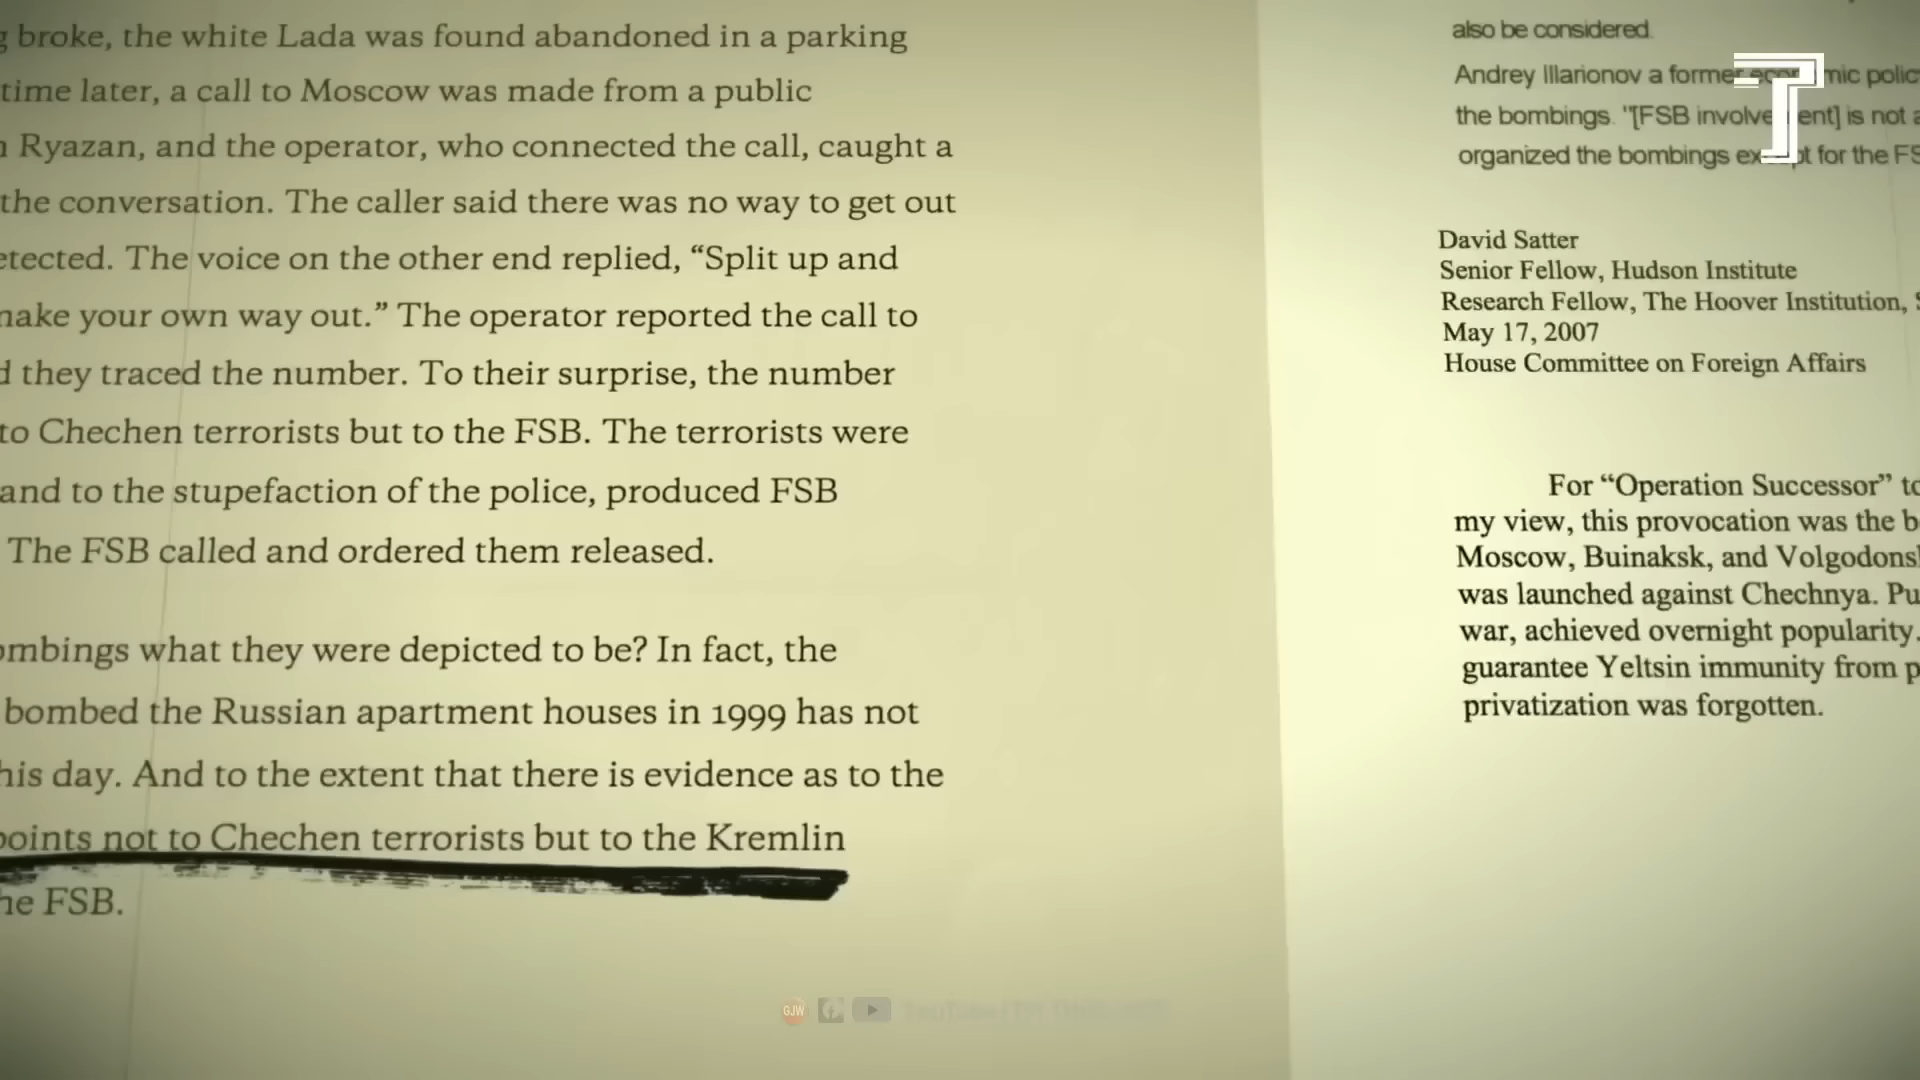 g broke, the white Lada was found abandoned in a parking
time later, a call to Moscow was made from a public
n Ryazan, and the operator, who connected the call, caught a
the conversation. The caller said there was no way to get out
etected. The voice on the other end replied, “Split up and
make your own way out.” The operator reported the call to
d they traced the number. To their surprise, the number
to Chechen terrorists but to the FSB. The terrorists were
and to the stupefaction of the police, produced FSB
The FSB called and ordered them released.
ombings what they were depicted to be? In fact, the
bombed the Russian apartment houses in 1999 has not
his day. And to the extent that there is evidence as to the
points not to Chechen terrorists but to the Kremlin
he FSB.
also be considered.
Andrey Illarionov a former economic policy
the bombings. "[FSB involvement] is not a
organized the bombings except for the FS
David Satter
Senior Fellow, Hudson Institute
Research Fellow, The Hoover Institution, S
May 17, 2007
House Committee on Foreign Affairs
For “Operation Successor” to
my view, this provocation was the b
Moscow, Buinaksk, and Volgodonsk
was launched against Chechnya. Pu
war, achieved overnight popularity.
guarantee Yeltsin immunity from p
privatization was forgotten.
T
GJW